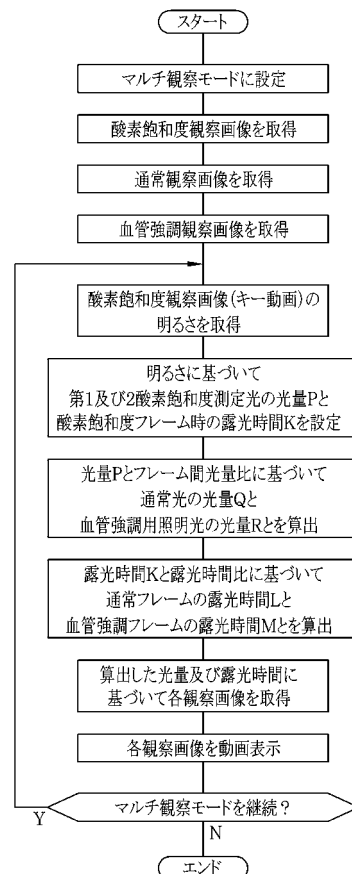 スタート
マルチ観察モードに設定
酸素飽和度観察画像を取得
通常観察画像を取得
血管強調観察画像を取得
酸素飽和度観察画像(キー動画)の
明るさを取得
明るさに基づいて
第1及び2酸素飽和度測定光の光量Pと
酸素飽和度フレーム時の露光時間Kを設定
光量Pとフレーム間光量比に基づいて
通常光の光量Qと
血管強調用照明光の光量Rとを算出
露光時間Kと露光時間比に基づいて
通常フレームの露光時間Lと
血管強調フレームの露光時間Mとを算出
算出した光量及び露光時間に
基づいて各観察画像を取得
各観察画像を動画表示
マルチ観察モードを継続?
Y
N
エンド